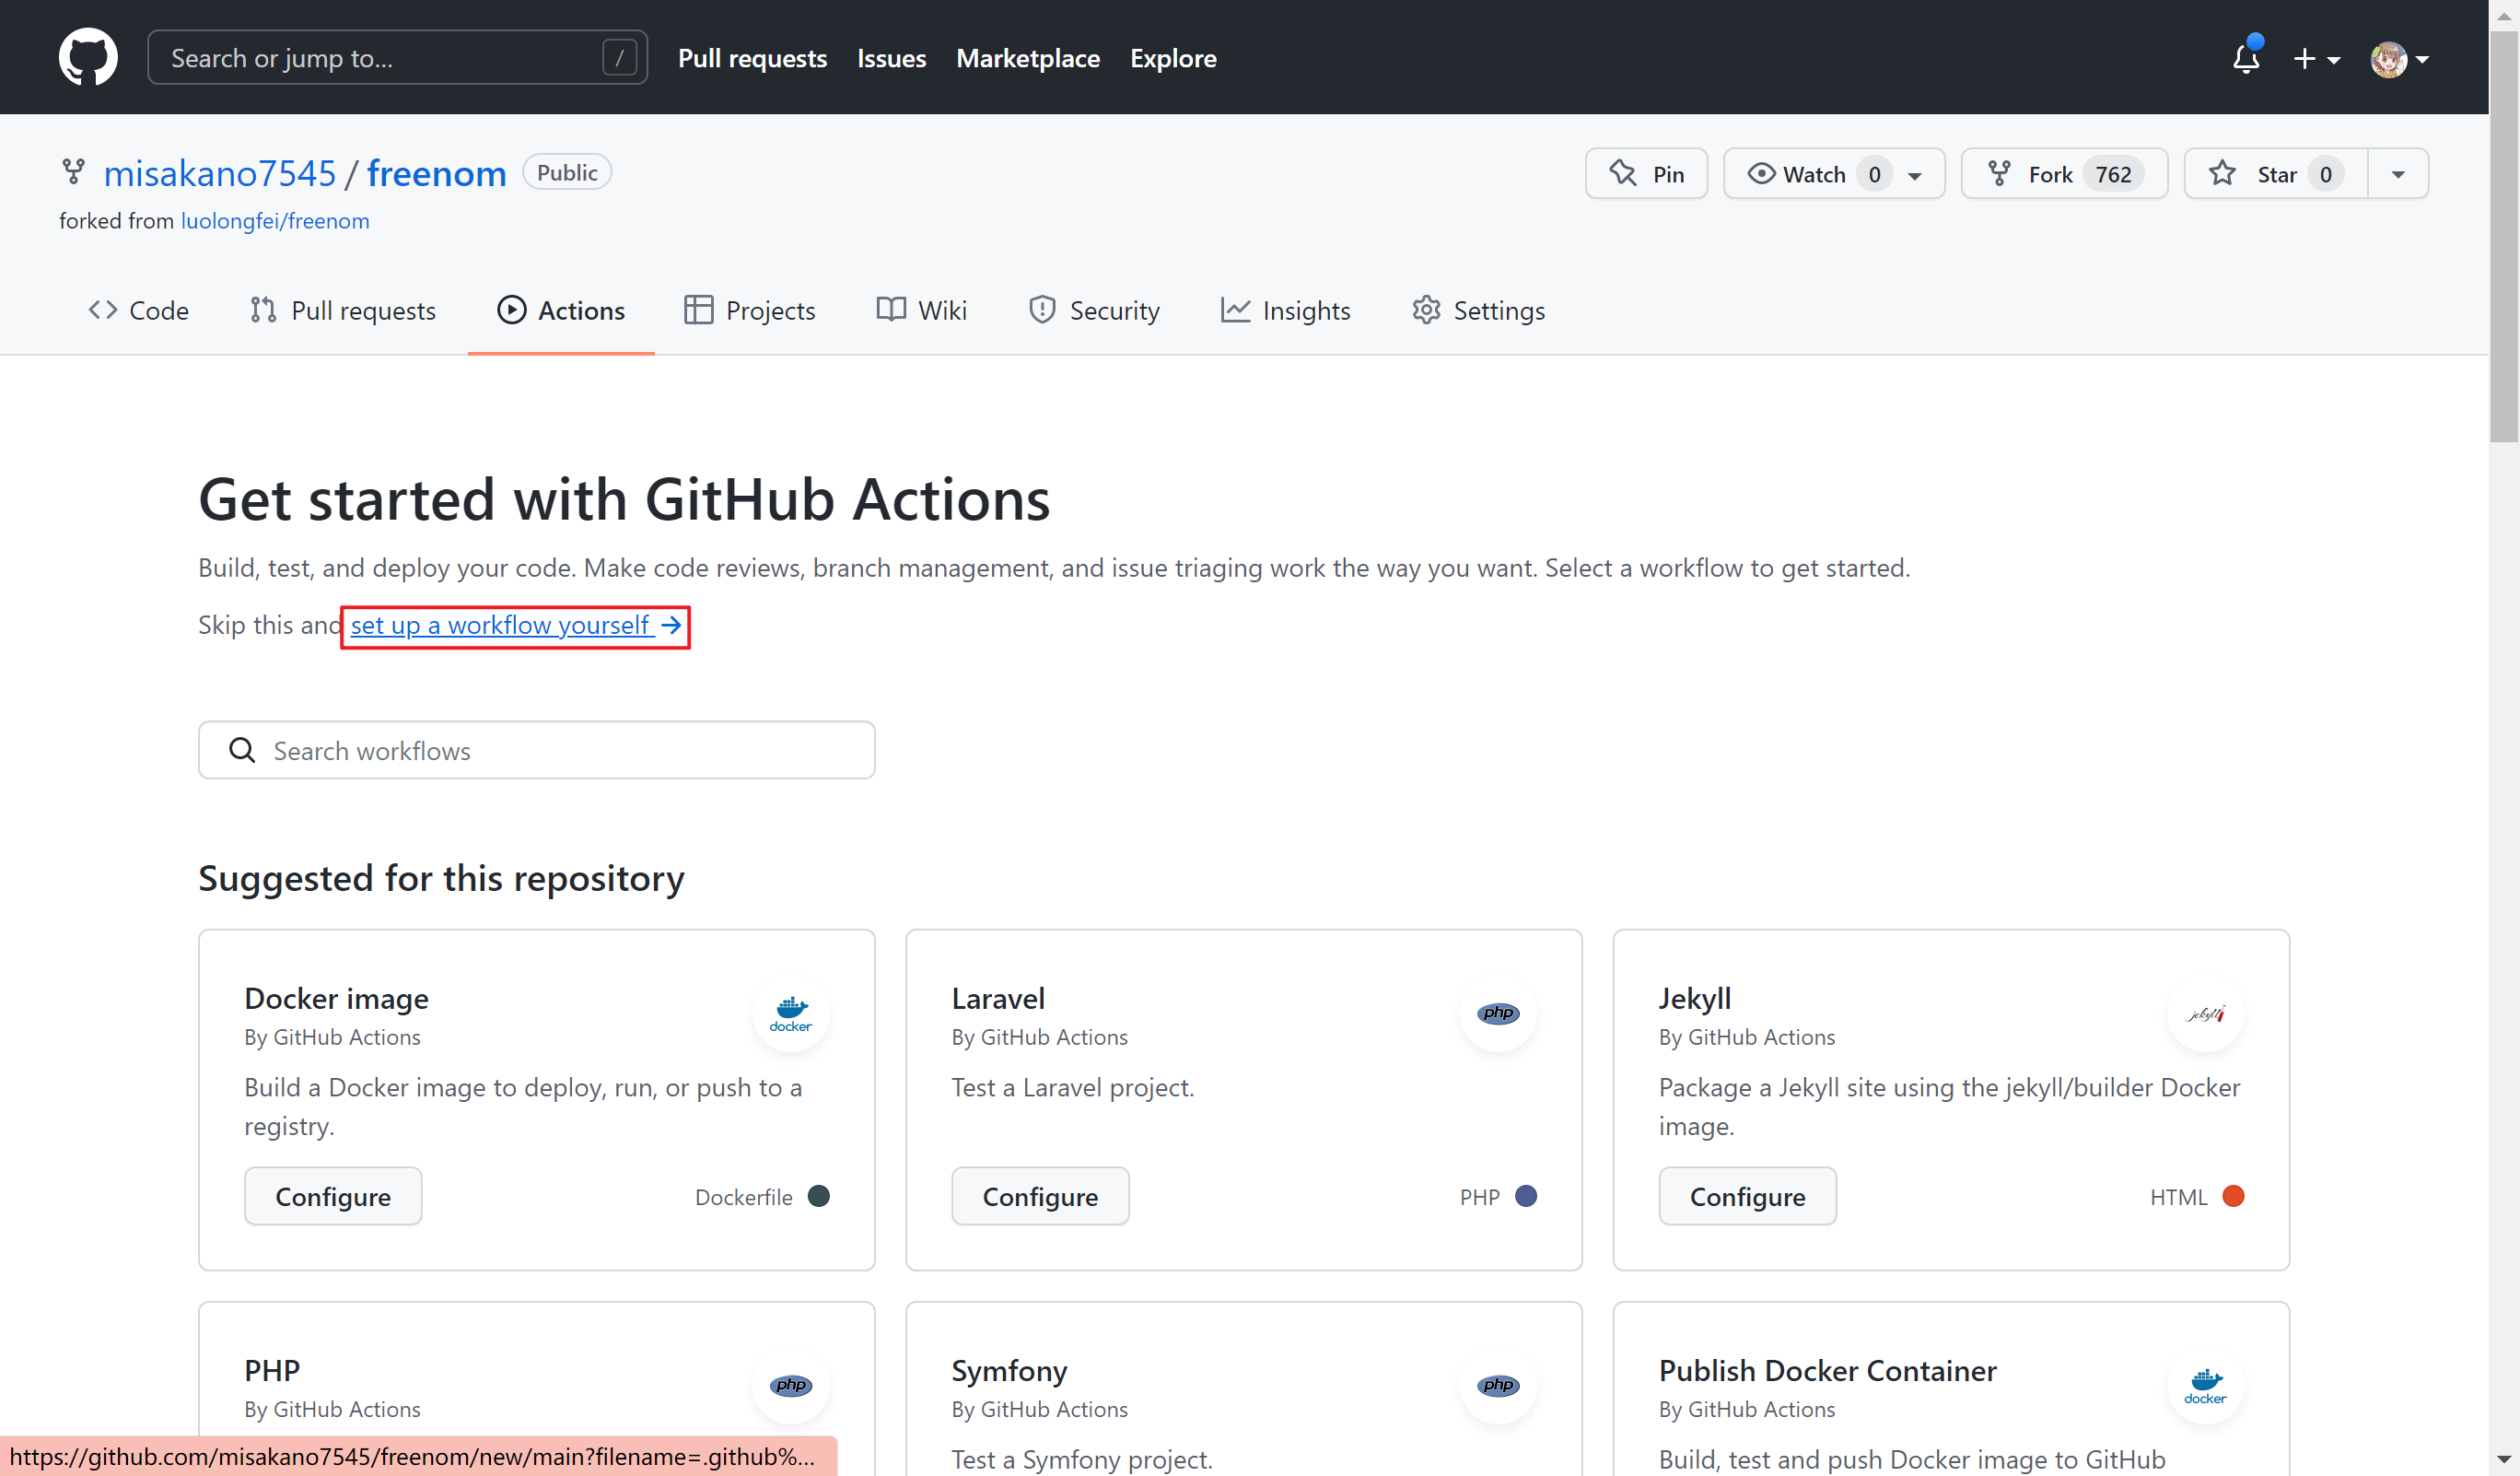 Search or jump to... /
Pull requests Issues Marketplace Explore
misakano7545 / freenom Public
Pin Watch 0 Fork 762 Star 0
forked from luolongfei/freenom
Code Pull requests Actions Projects Wiki Security Insights Settings
Get started with GitHub Actions
Build, test, and deploy your code. Make code reviews, branch management, and issue triaging work the way you want. Select a workflow to get started.
Skip this and set up a workflow yourself →
Search workflows
Suggested for this repository
Docker image
By GitHub Actions
docker
Build a Docker image to deploy, run, or push to a
registry.
Configure Dockerfile
Laravel
By GitHub Actions
php
Test a Laravel project.
Configure PHP
Jekyll
By GitHub Actions
jekyll
Package a Jekyll site using the jekyll/builder Docker
image.
Configure HTML
PHP
By GitHub Actions
php
Symfony
By GitHub Actions
php
Test a Symfony project.
Publish Docker Container
By GitHub Actions
docker
Build, test and push Docker image to GitHub
https://github.com/misakano7545/freenom/new/main?filename=.github%...